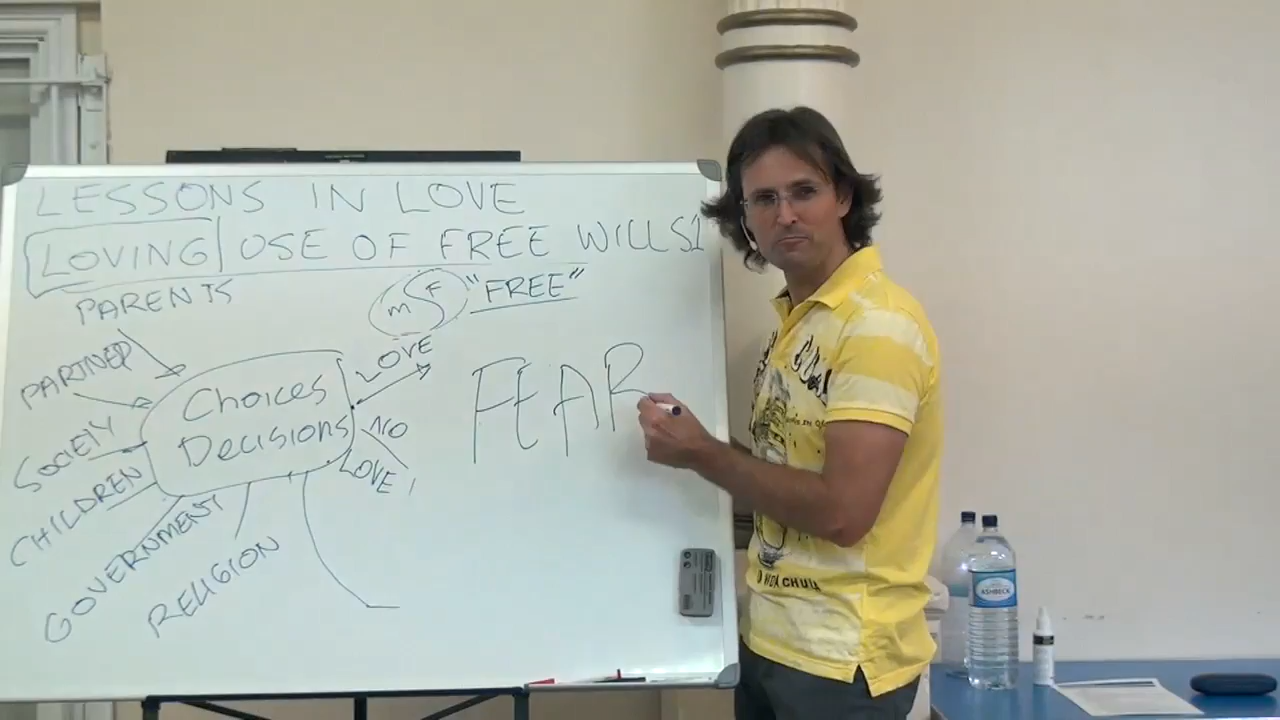 LESSONS IN LOVE
LOVING USE OF FREE WILLS1
PARENTS
m F "FREE"
PARTNER
LOVE
Choices
Decisions
FEAR
SOCIETY
NO
LOVE
CHILDREN
GOVERNMENT
RELIGION
ASHBECK